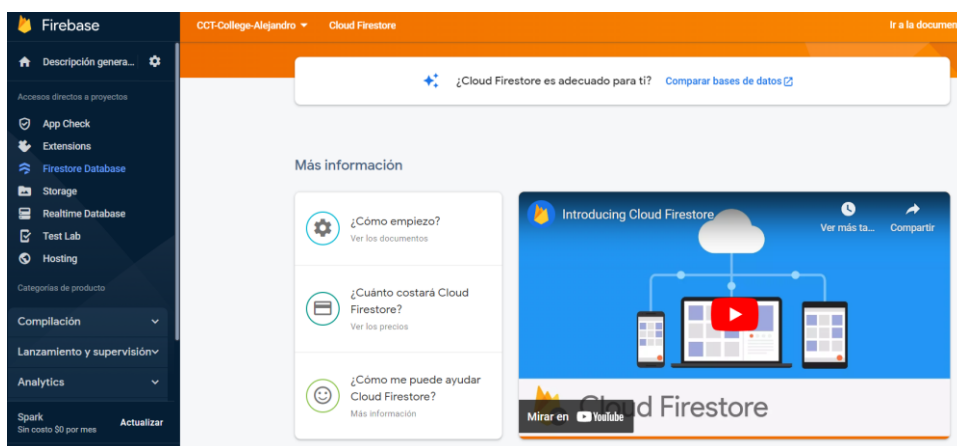 Firebase
CCT-College-Alejandro
Cloud Firestore
Ir a la documen
Descripción genera...
Accesos directos a proyectos
App Check
Extensions
Firestore Database
Storage
Realtime Database
Test Lab
Hosting
Categorías de producto
Compilación
Lanzamiento y supervisión
Analytics
Spark
Sin costo $0 por mes
Actualizar
¿Cloud Firestore es adecuado para ti? Comparar bases de datos
Más información
¿Cómo empiezo?
Ver los documentos
¿Cuánto costará Cloud
Firestore?
Ver los precios
¿Cómo me puede ayudar
Cloud Firestore?
Más información
Introducing Cloud Firestore
Ver más ta...
Compartir
Cloud Firestore
Mirar en YouTube